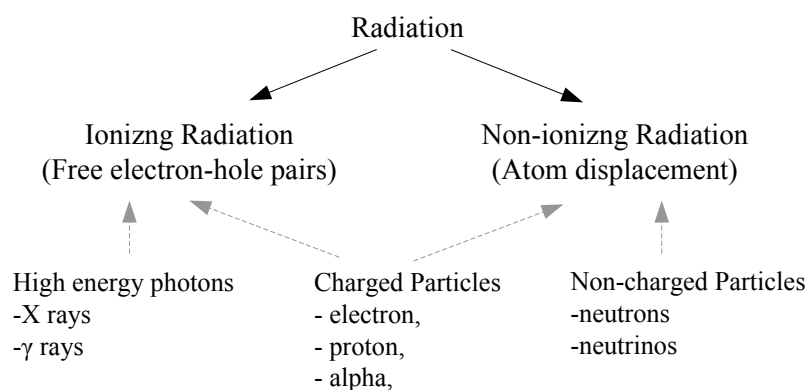 Radiation
Ionizng Radiation
(Free electron-hole pairs)
Non-ionizng Radiation
(Atom displacement)
High energy photons
-X rays
-γ rays
Charged Particles
- electron,
- proton,
- alpha,
Non-charged Particles
-neutrons
-neutrinos